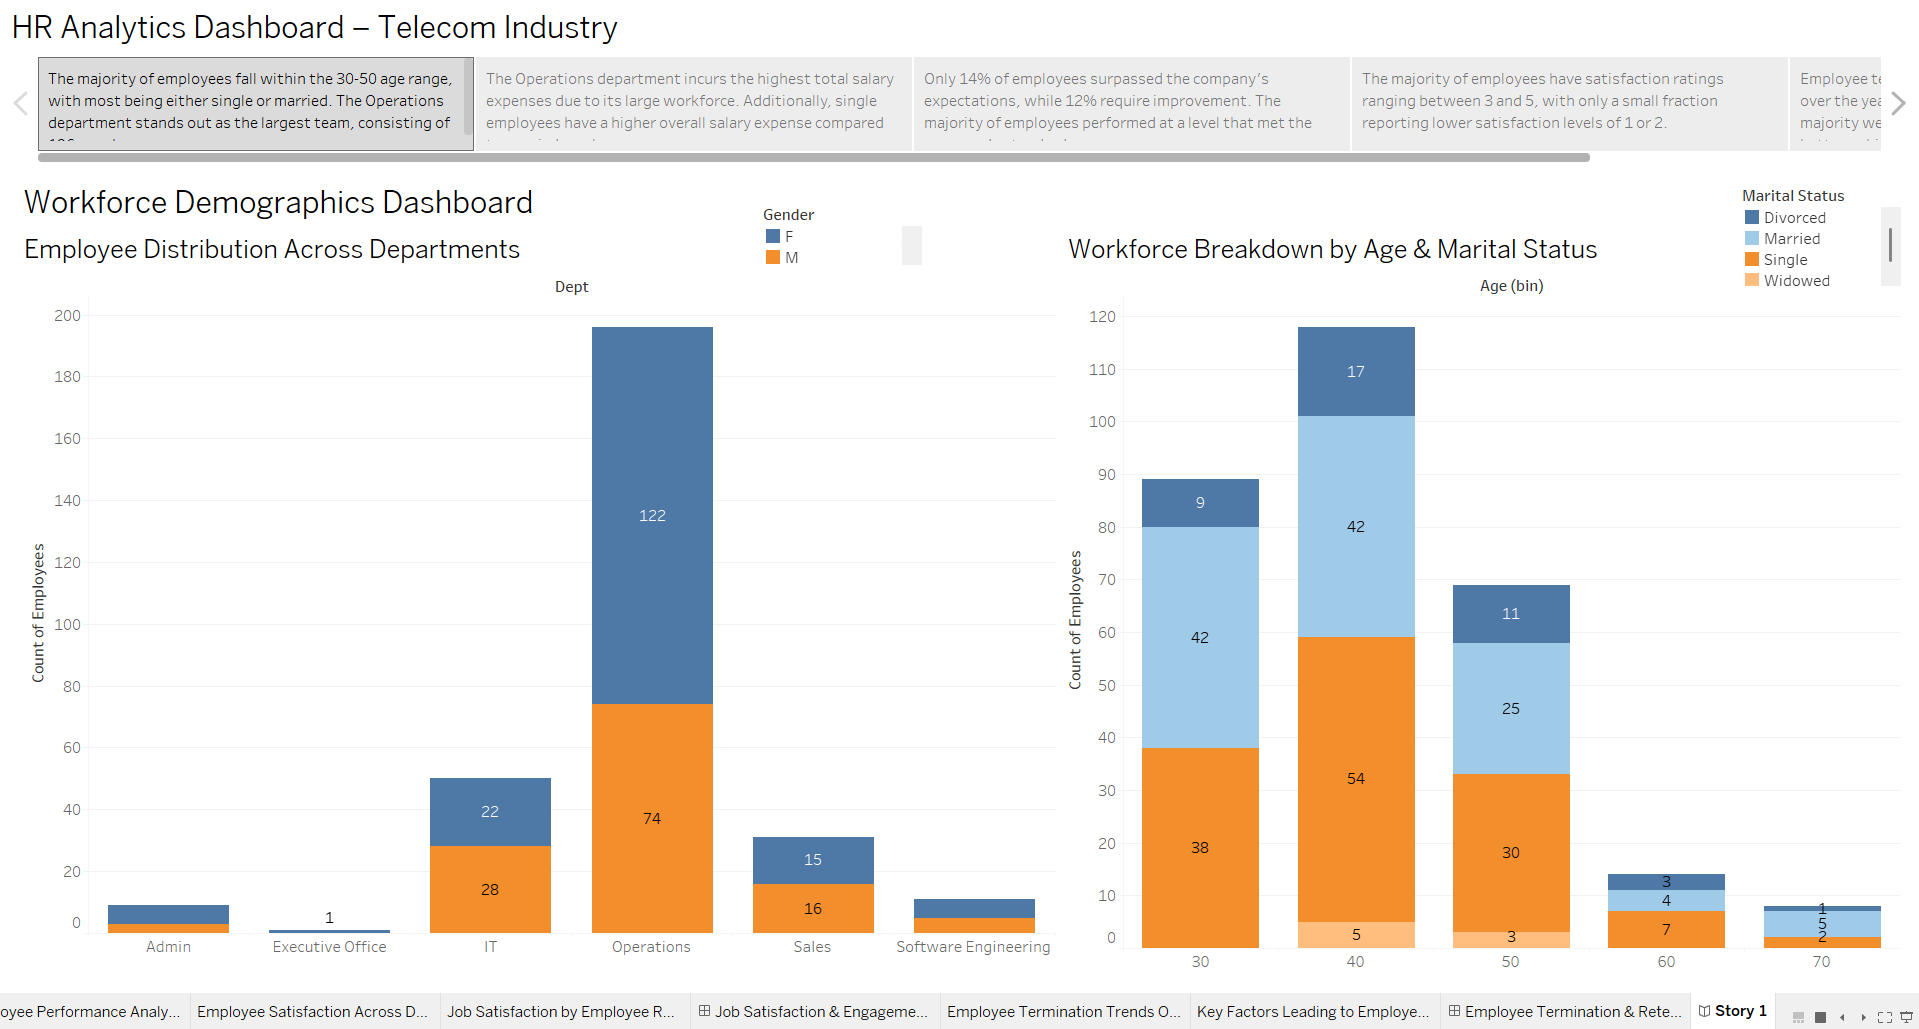 HR Analytics Dashboard – Telecom Industry
The majority of employees fall within the 30-50 age range,
with most being either single or married. The Operations
department stands out as the largest team, consisting of
The Operations department incurs the highest total salary
expenses due to its large workforce. Additionally, single
employees have a higher overall salary expense compared
Only 14% of employees surpassed the company's
expectations, while 12% require improvement. The
majority of employees performed at a level that met the
The majority of employees have satisfaction ratings
ranging between 3 and 5, with only a small fraction
reporting lower satisfaction levels of 1 or 2.
Employee te
over the yea
majority we
Workforce Demographics Dashboard
Employee Distribution Across Departments
Gender
F
M
Dept
Count of Employees
200
180
160
140
120
100
80
60
40
20
0
1
22
28
122
74
15
16
Admin
Executive Office
IT
Operations
Sales
Software Engineering
Workforce Breakdown by Age & Marital Status
Marital Status
Divorced
Married
Single
Widowed
Age (bin)
Count of Employees
120
110
100
90
80
70
60
50
40
30
20
10
0
9
42
38
17
42
54
5
11
25
30
3
3
4
7
1
5
2
30
40
50
60
70
oyee Performance Analy...
Employee Satisfaction Across D...
Job Satisfaction by Employee R...
Job Satisfaction & Engageme...
Employee Termination Trends O...
Key Factors Leading to Employe...
Employee Termination & Rete...
Story 1